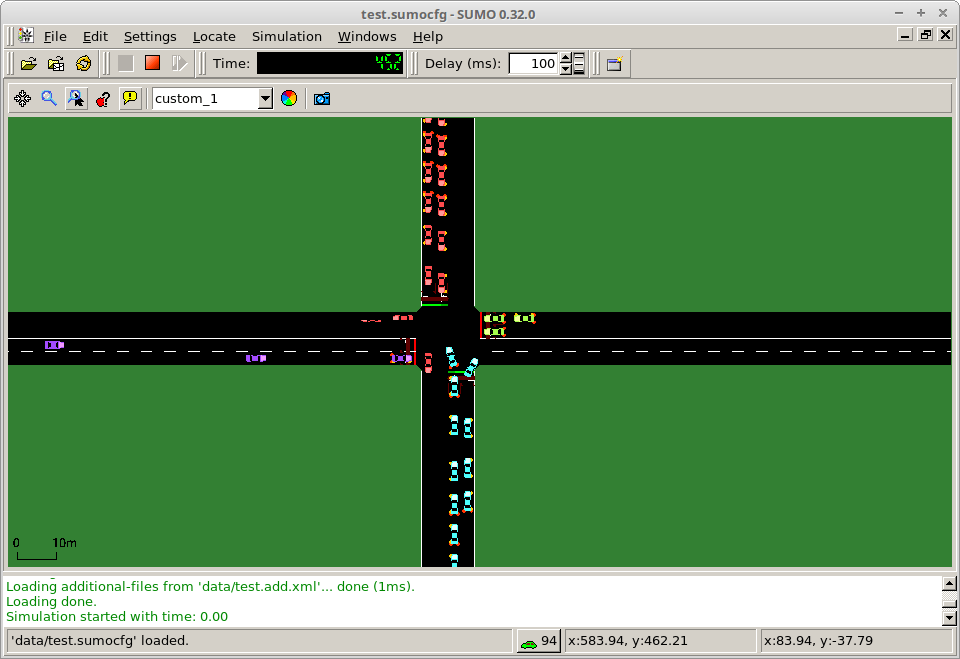 test.sumocfg - SUMO 0.32.0
File Edit Settings Locate Simulation Windows Help
Time: 452 Delay (ms): 100
custom_1
0 10m
Loading additional-files from 'data/test.add.xml'... done (1ms).
Loading done.
Simulation started with time: 0.00
'data/test.sumocfg' loaded. 94 x:583.94, y:462.21 x:83.94, y:-37.79